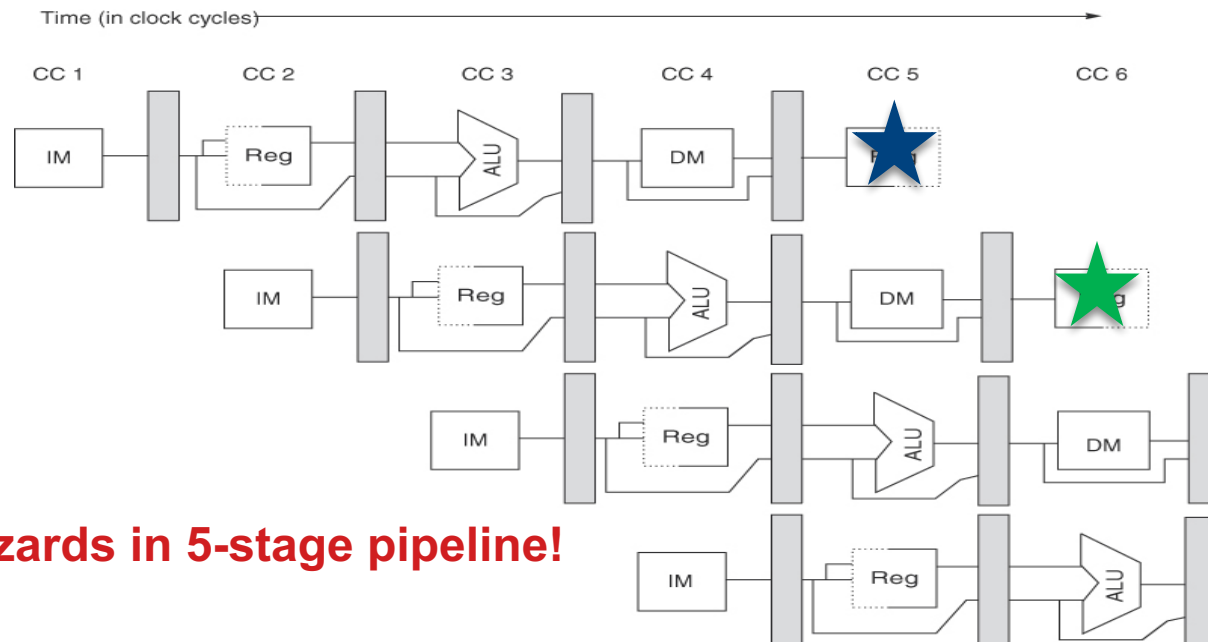 Time (in clock cycles)
CC 1 CC 2 CC 3 CC 4 CC 5 CC 6
IM Reg ALU DM
IM Reg ALU DM
IM Reg ALU DM
zards in 5-stage pipeline!
IM Reg ALU